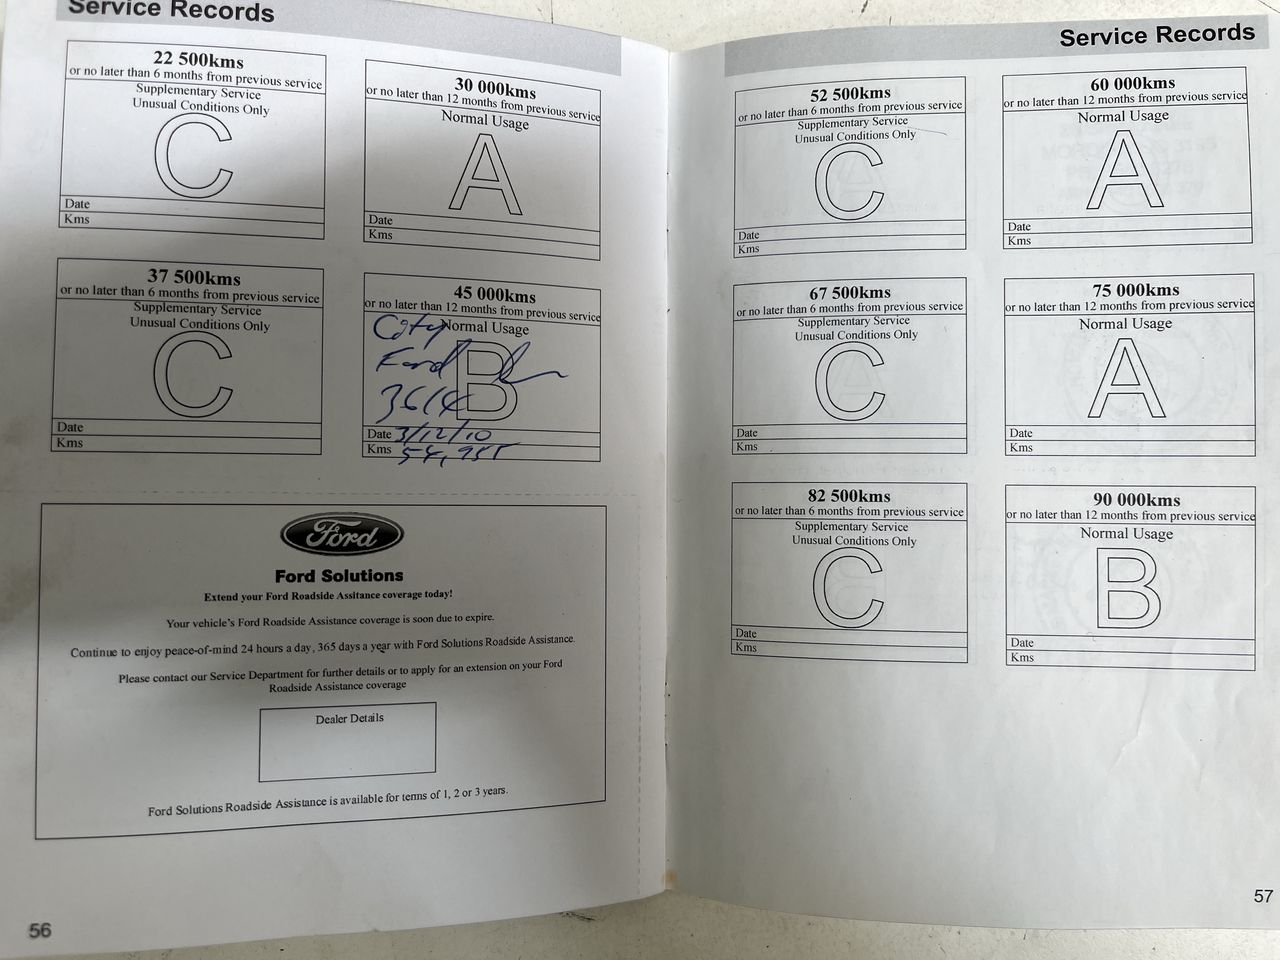 Service Records
22 500kms
or no later than 6 months from previous service
Supplementary Service
Unusual Conditions Only
C
Date
Kms
30 000kms
or no later than 12 months from previous service
Normal Usage
A
Date
Kms
37 500kms
or no later than 6 months from previous service
Supplementary Service
Unusual Conditions Only
C
Date
Kms
45 000kms
or no later than 12 months from previous service
Normal Usage
B
Ford
3614
Date 3/12/10
Kms 54,955
Ford
Ford Solutions
Extend your Ford Roadside Assitance coverage today!
Your vehicle's Ford Roadside Assistance coverage is soon due to expire.
Continue to enjoy peace-of-mind 24 hours a day, 365 days a year with Ford Solutions Roadside Assistance.
Please contact our Service Department for further details or to apply for an extension on your Ford
Roadside Assistance coverage
Dealer Details
Ford Solutions Roadside Assistance is available for terms of 1, 2 or 3 years.
56
Service Records
52 500kms
or no later than 6 months from previous service
Supplementary Service
Unusual Conditions Only
C
Date
Kms
60 000kms
or no later than 12 months from previous service
Normal Usage
A
Date
Kms
67 500kms
or no later than 6 months from previous service
Supplementary Service
Unusual Conditions Only
C
Date
Kms
75 000kms
or no later than 12 months from previous service
Normal Usage
A
Date
Kms
82 500kms
or no later than 6 months from previous service
Supplementary Service
Unusual Conditions Only
C
Date
Kms
90 000kms
or no later than 12 months from previous service
Normal Usage
B
Date
Kms
57